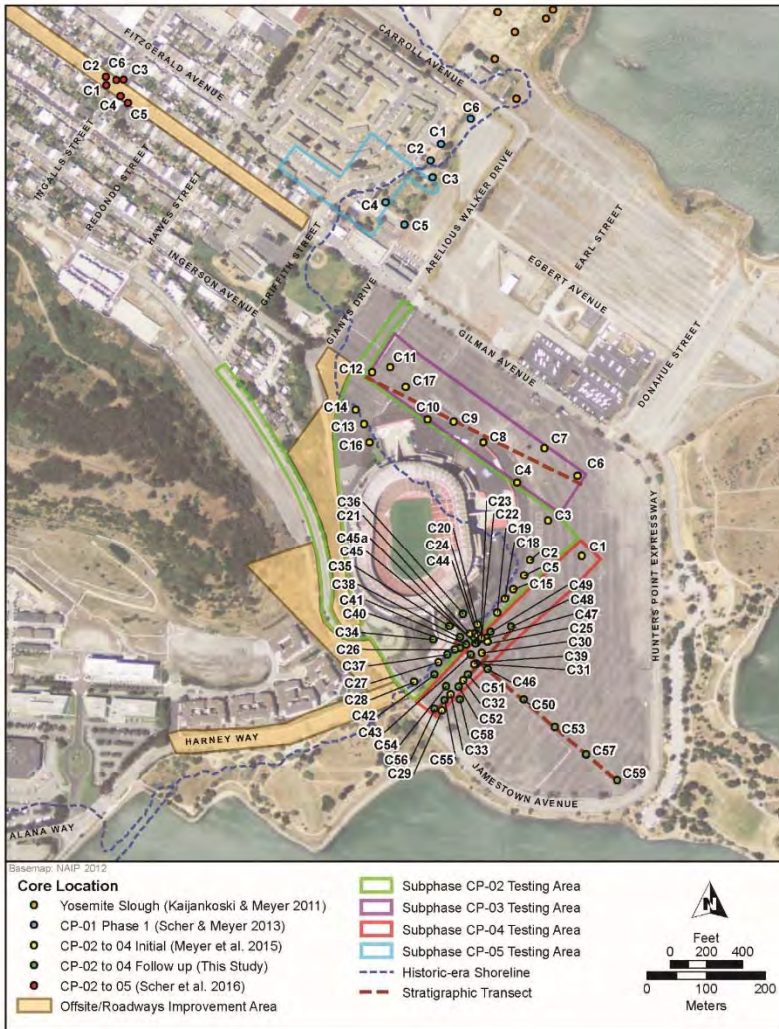 FITZGERALD AVENUE
CARROLL AVENUE
C2
C6
C3
C1
C4
C5
C6
C1
C2
C3
C4
C5
INGALLS STREET
REDONDO STREET
HAWES STREET
INGERSON AVENUE
GRIFFITH STREET
GIANTS DRIVE
ARELIOUS WALKER DRIVE
EARL STREET
EGBERT AVENUE
GILMAN AVENUE
DONAHUE STREET
C11
C12
C17
C14
C13
C16
C10
C9
C8
C7
C6
C4
C3
C36
C21
C45a
C45
C35
C38
C41
C40
C34
C26
C37
C27
C28
C42
C43
C54
C56
C29
C20
C24
C44
C23
C22
C19
C18
C2
C5
C15
C1
C49
C48
C47
C25
C30
C39
C31
C46
C51
C50
C32
C52
C53
C58
C33
C57
C55
C59
HUNTERS POINT EXPRESSWAY
HARNEY WAY
JAMESTOWN AVENUE
ALANA WAY
Basemap: NAIP 2012
Core Location
Yosemite Slough (Kaijankoski & Meyer 2011)
CP-01 Phase 1 (Scher & Meyer 2013)
CP-02 to 04 Initial (Meyer et al. 2015)
CP-02 to 04 Follow up (This Study)
CP-02 to 05 (Scher et al. 2016)
Offsite/Roadways Improvement Area
Subphase CP-02 Testing Area
Subphase CP-03 Testing Area
Subphase CP-04 Testing Area
Subphase CP-05 Testing Area
Historic-era Shoreline
Stratigraphic Transect
N
Feet
0 200 400
0 100 200
Meters